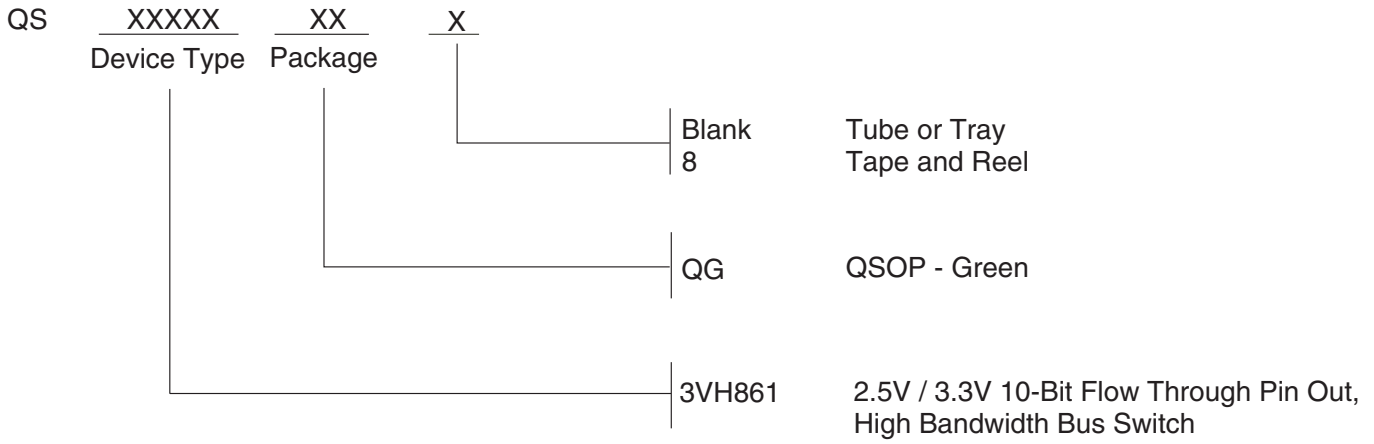 QS XXXXX XX X
Device Type Package
Blank Tube or Tray
8 Tape and Reel
QG QSOP - Green
3VH861 2.5V / 3.3V 10-Bit Flow Through Pin Out,
High Bandwidth Bus Switch